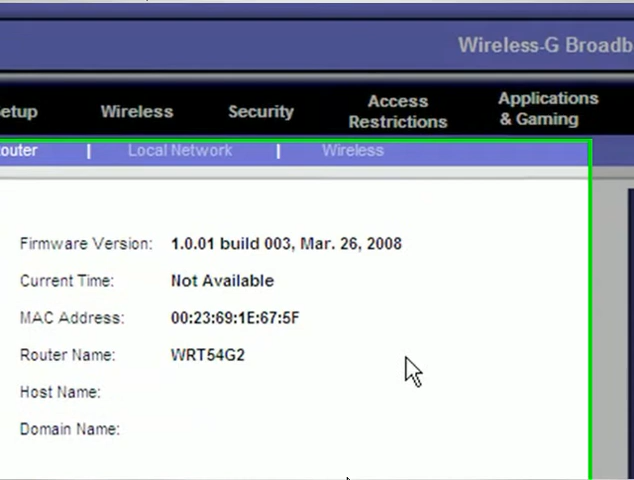 Wireless-G Broadb
etup Wireless Security Access Restrictions Applications & Gaming
outer | Local Network | Wireless
Firmware Version: 1.0.01 build 003, Mar. 26, 2008
Current Time: Not Available
MAC Address: 00:23:69:1E:67:5F
Router Name: WRT54G2
Host Name:
Domain Name: